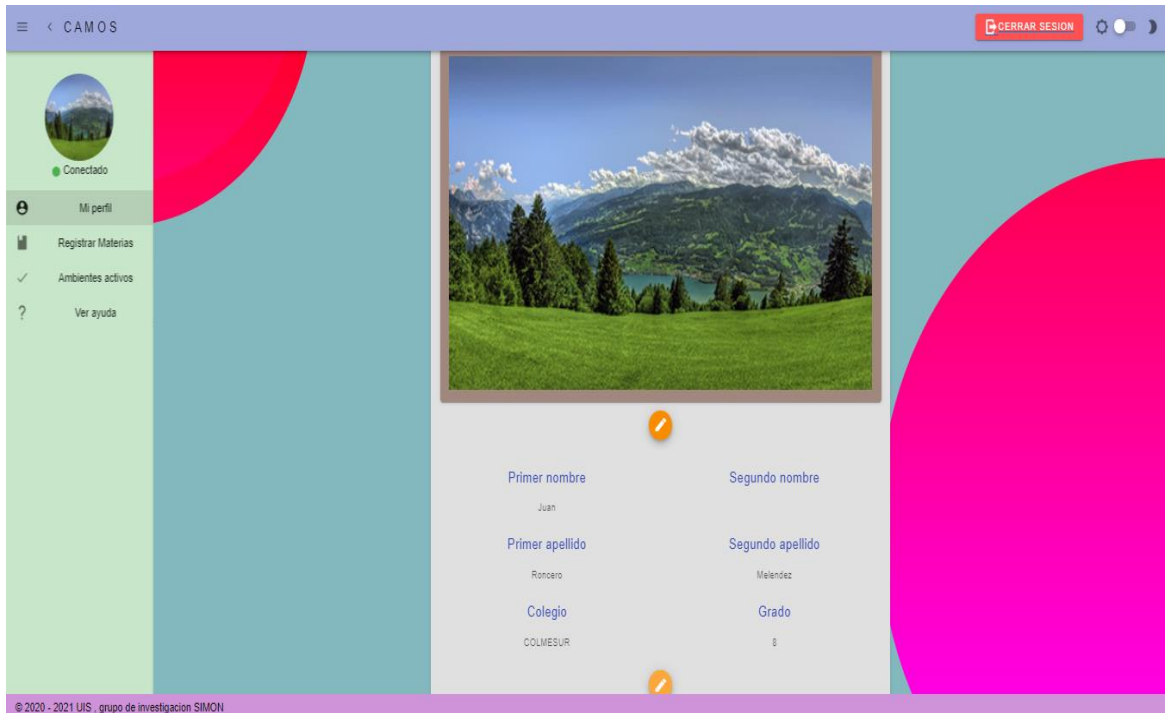 CAMOS
CERRAR SESION
Conectado
Mi perfil
Registrar Materias
Ambientes activos
Ver ayuda
Primer nombre
Segundo nombre
Juan
Primer apellido
Segundo apellido
Roncero
Melendez
Colegio
Grado
COLMESUR
8
© 2020 - 2021 UIS , grupo de investigacion SIMON